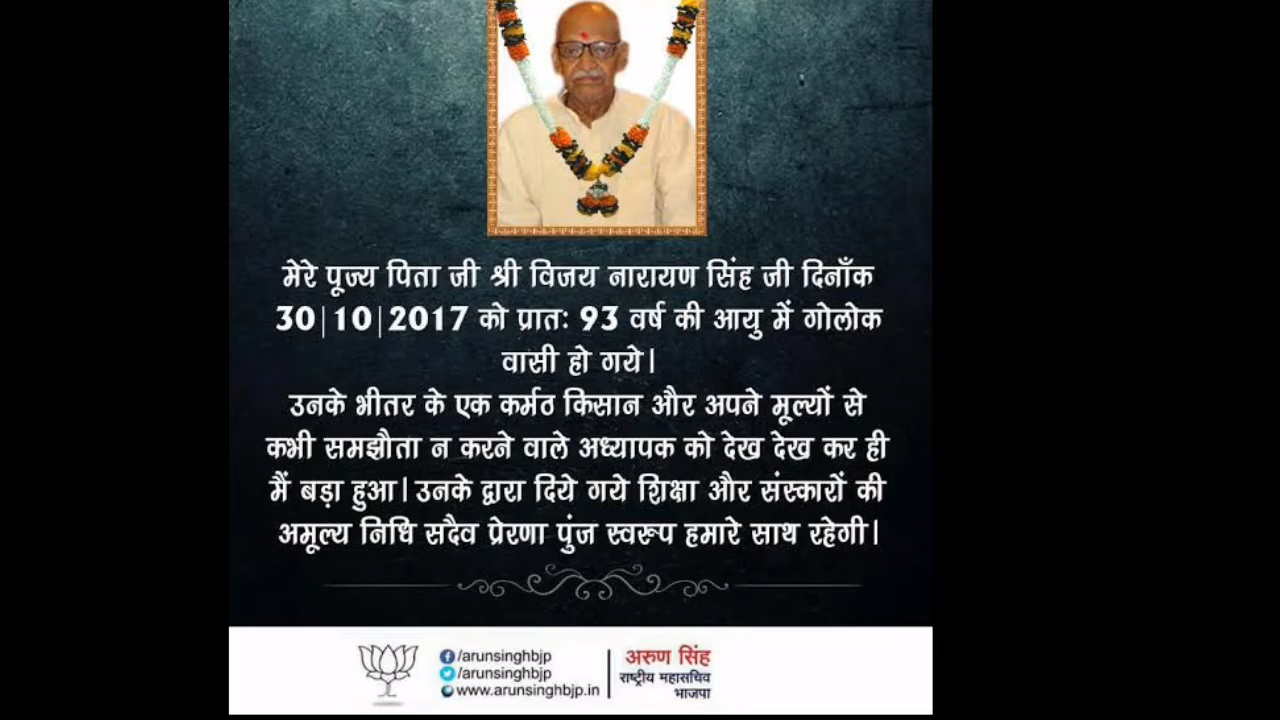 मेरे पूज्य पिता जी श्री विजय नारायण सिंह जी दिनाँक
30|10|2017 को प्रातः 93 वर्ष की आयु में गोलोक
वासी हो गये।
उनके भीतर के एक कर्मठ किसान और अपने मूल्यों से
कभी समझौता न करने वाले अध्यापक को देख देख कर ही
मैं बड़ा हुआ। उनके द्वारा दिये गये शिक्षा और संस्कारों की
अमूल्य निधि सदैव प्रेरणा पुंज स्वरूप हमारे साथ रहेगी।
/arunsinghbjp
/arunsinghbjp
www.arunsinghbjp.in
अरुण सिंह
राष्ट्रीय महासचिव
भाजपा